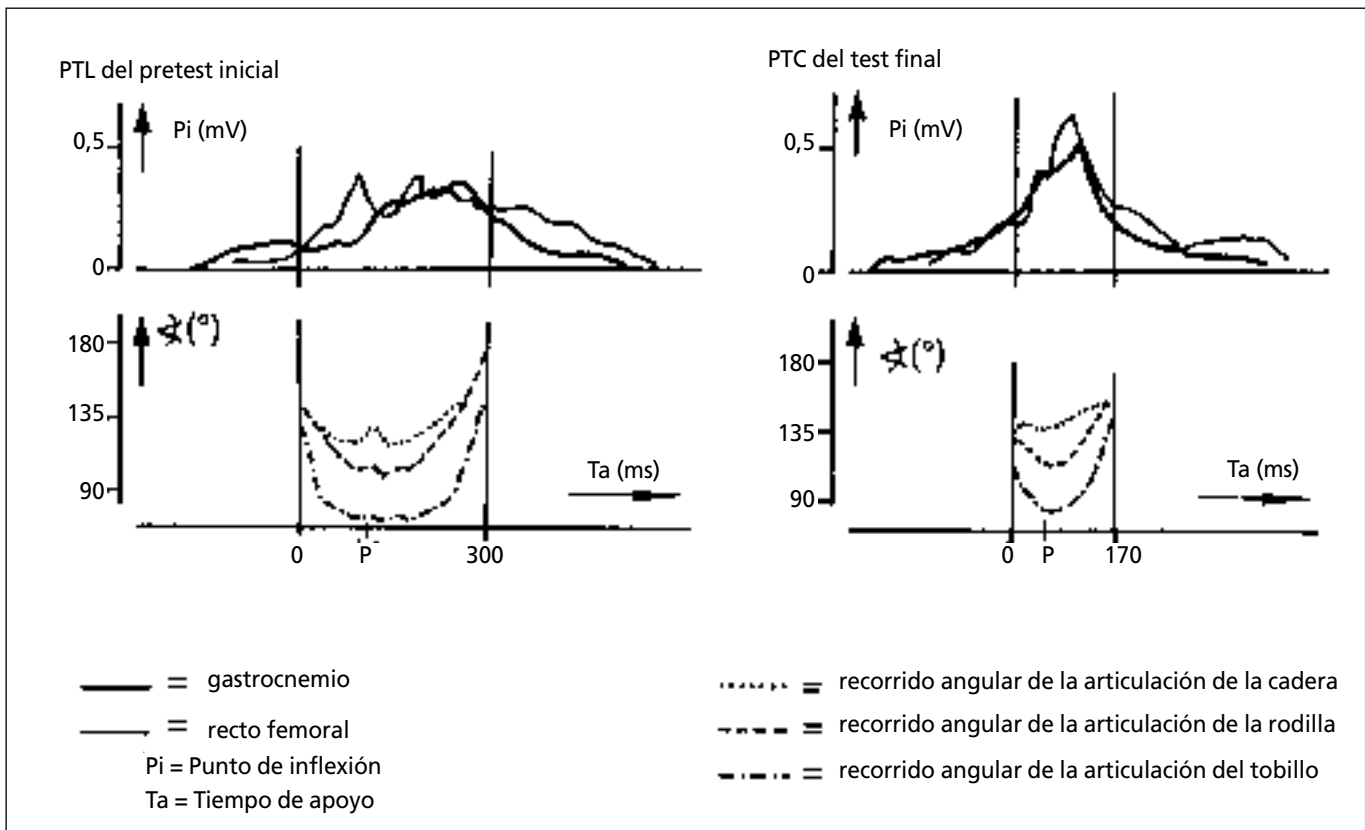 PTL del pretest inicial
Pi (mV)
0,5
0
∢(°)
180
135
90
Ta (ms)
0 P 300
PTC del test final
Pi (mV)
0,5
0
∢(°)
180
135
90
Ta (ms)
0 P 170
= gastrocnemio
= recto femoral
Pi = Punto de inflexión
Ta = Tiempo de apoyo
= recorrido angular de la articulación de la cadera
= recorrido angular de la articulación de la rodilla
= recorrido angular de la articulación del tobillo